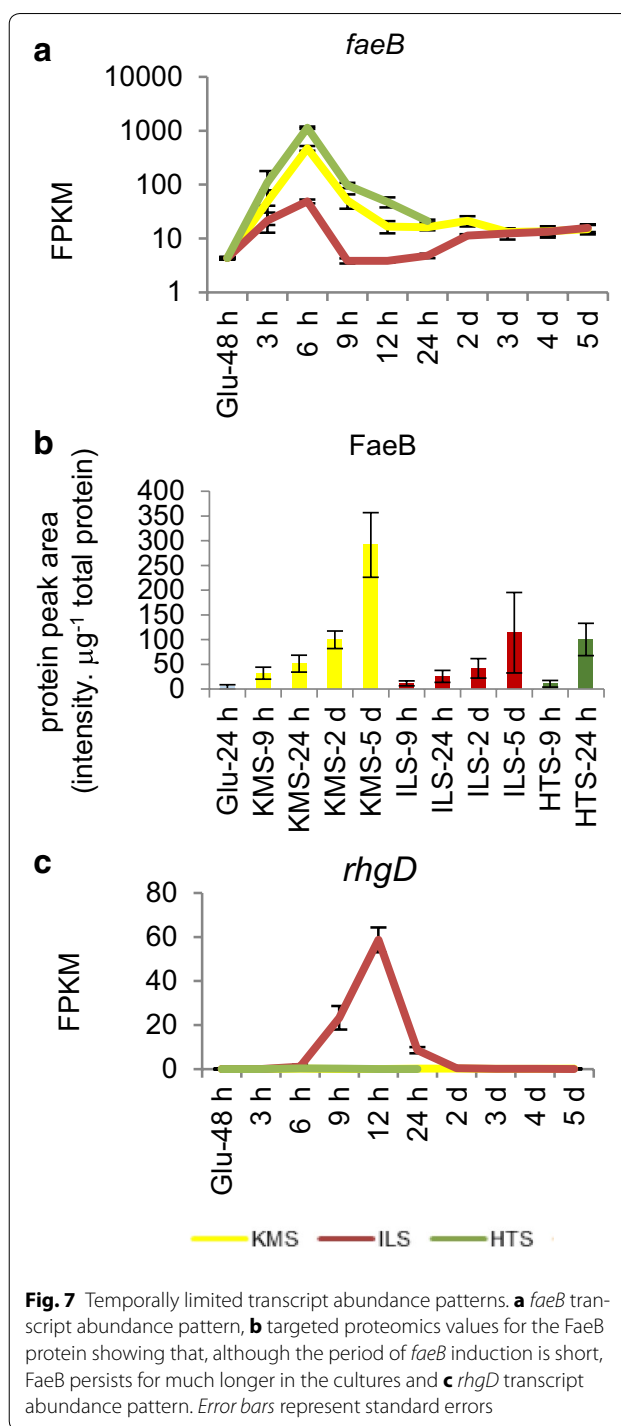 a
faeB
10000
1000
100
10
1
FPKM
Glu-48 h
3 h
6 h
9 h
12 h
24 h
2 d
3 d
4 d
5 d
b
FaeB
protein peak area
(intensity. µg⁻¹ total protein)
400
350
300
250
200
150
100
50
0
Glu-24 h
KMS-9 h
KMS-24 h
KMS-2 d
KMS-5 d
ILS-9 h
ILS-24 h
ILS-2 d
ILS-5 d
HTS-9 h
HTS-24 h
c
rhgD
80
60
40
20
0
FPKM
Glu-48 h
3 h
6 h
9 h
12 h
24 h
2 d
3 d
4 d
5 d
KMS ILS HTS
Fig. 7 Temporally limited transcript abundance patterns. a faeB tran-
script abundance pattern, b targeted proteomics values for the FaeB
protein showing that, although the period of faeB induction is short,
FaeB persists for much longer in the cultures and c rhgD transcript
abundance pattern. Error bars represent standard errors